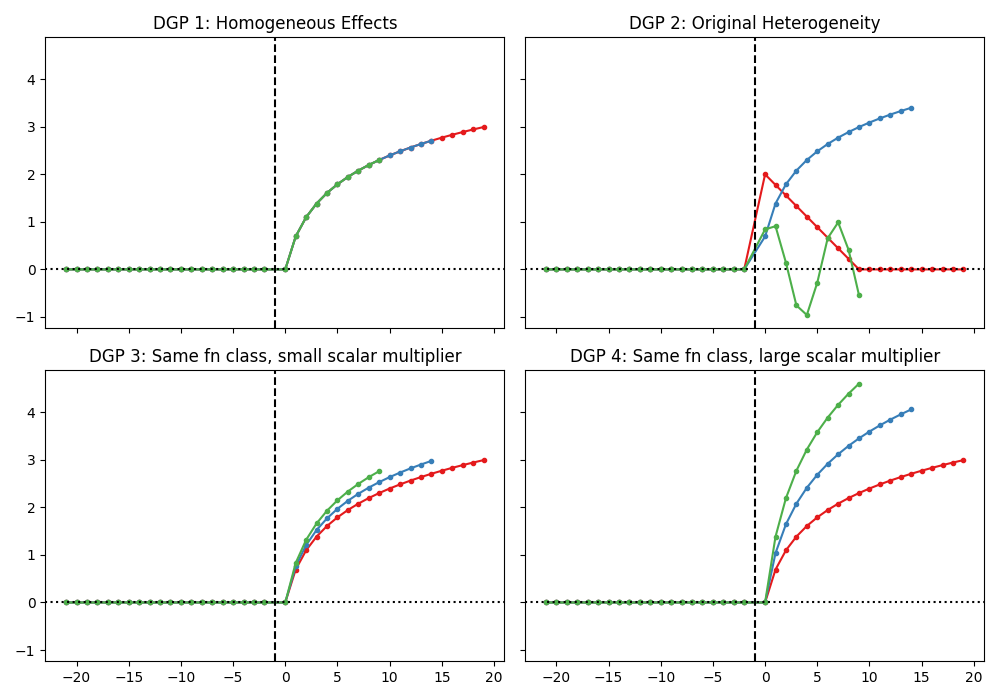 DGP 1: Homogeneous Effects
DGP 2: Original Heterogeneity
4
3
2
1
0
−1
DGP 3: Same fn class, small scalar multiplier
DGP 4: Same fn class, large scalar multiplier
4
3
2
1
0
−1
−20 −15 −10 −5 0 5 10 15 20
−20 −15 −10 −5 0 5 10 15 20